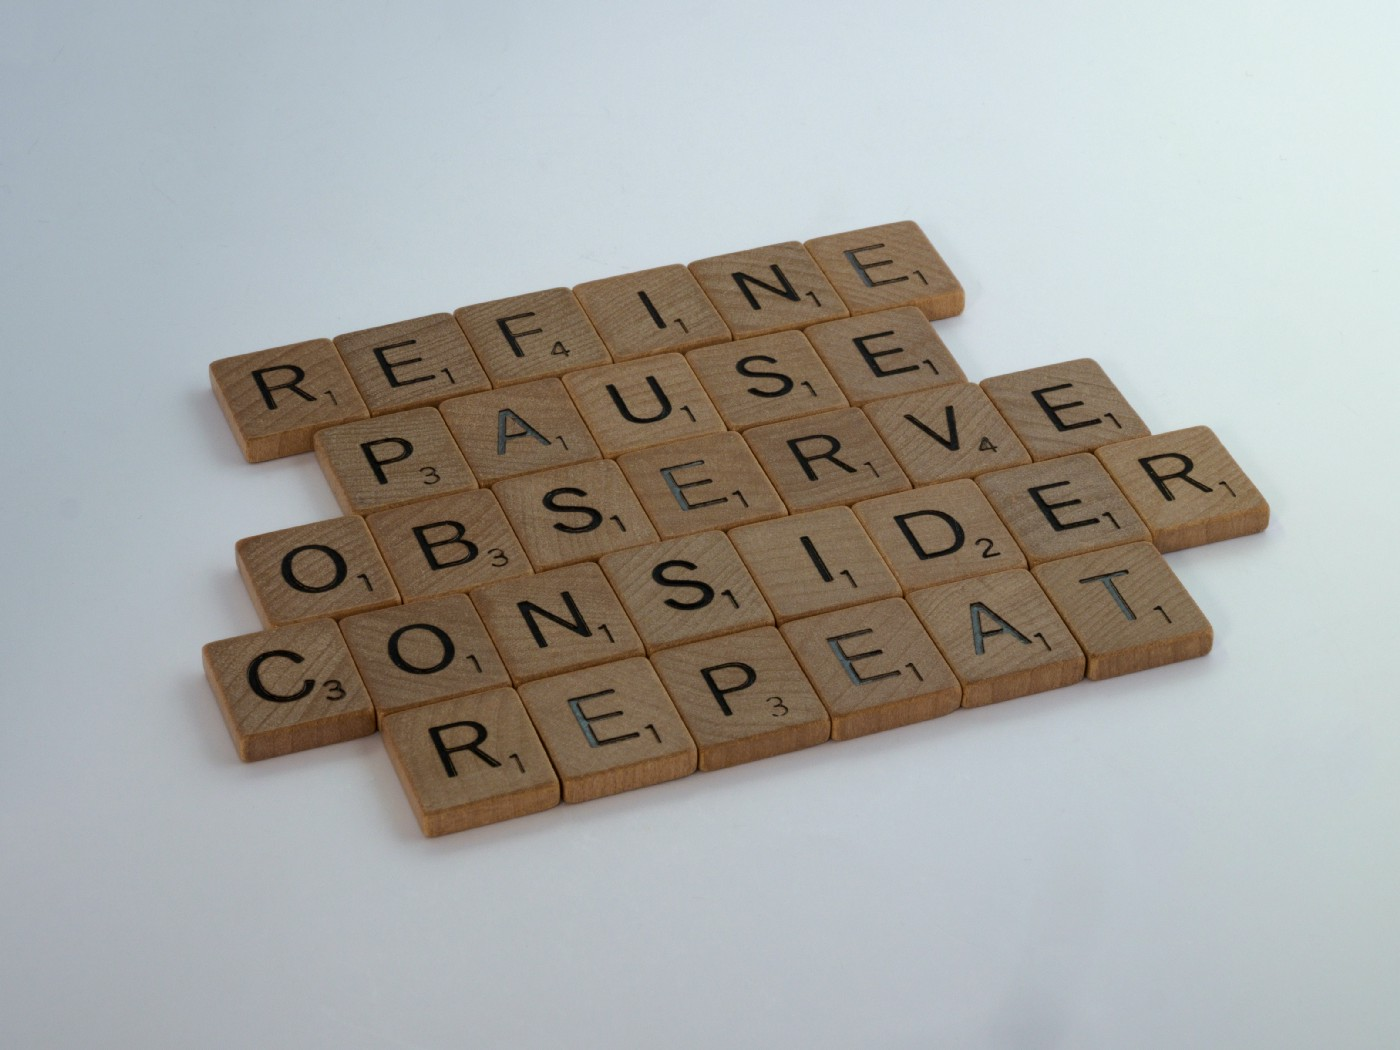 REFINE
PAUSE
OBSERVE
CONSIDER
REPEAT